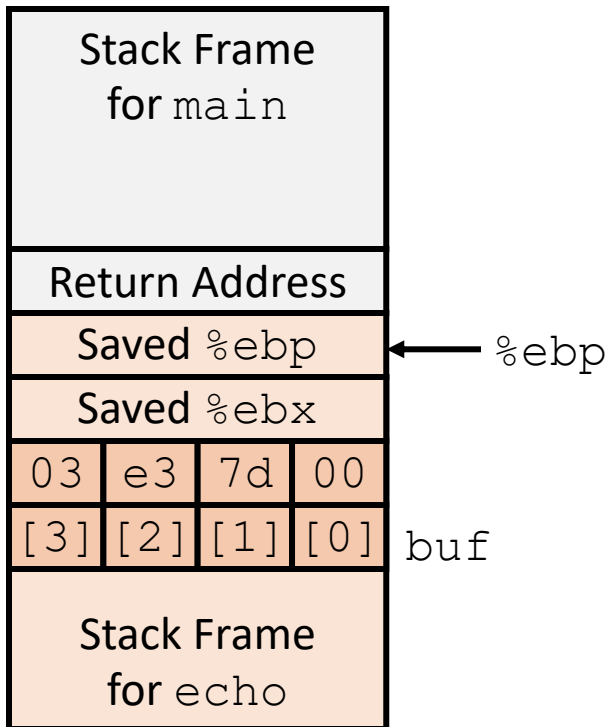 Stack Frame
for main
Return Address
Saved %ebp
%ebp
Saved %ebx
03 e3 7d 00
[3] [2] [1] [0] buf
Stack Frame
for echo